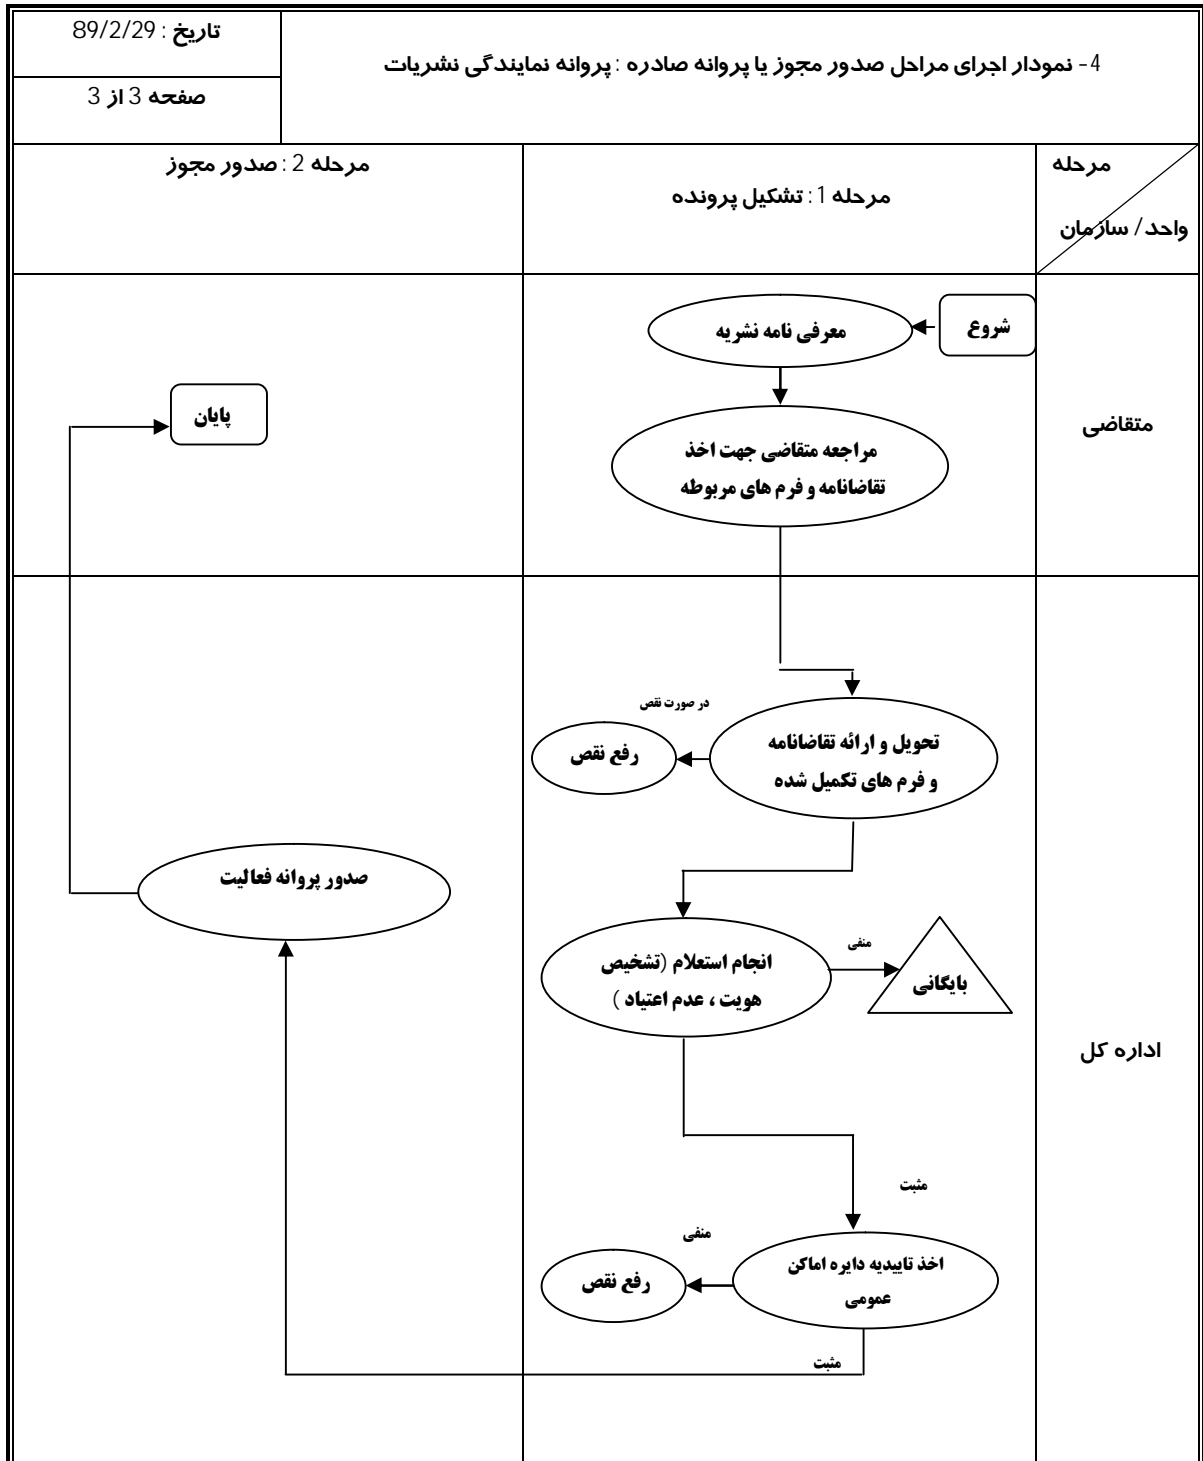 4- نمودار اجرای مراحل صدور مجوز یا پروانه صادره : پروانه نمایندگی نشریات
تاریخ : 89/2/29
صفحه 3 از 3
مرحله
واحد/ سازمان
مرحله 1 : تشکیل پرونده
مرحله 2 : صدور مجوز
متقاضی
شروع
معرفی نامه نشریه
مراجعه متقاضی جهت اخذ
تقاضانامه و فرم های مربوطه
پایان
اداره کل
تحویل و ارائه تقاضانامه
و فرم های تکمیل شده
در صورت نقص
رفع نقص
انجام استعلام (تشخیص
هویت ، عدم اعتیاد )
منفی
بایگانی
مثبت
اخذ تاییدیه دایره اماکن
عمومی
منفی
رفع نقص
مثبت
صدور پروانه فعالیت